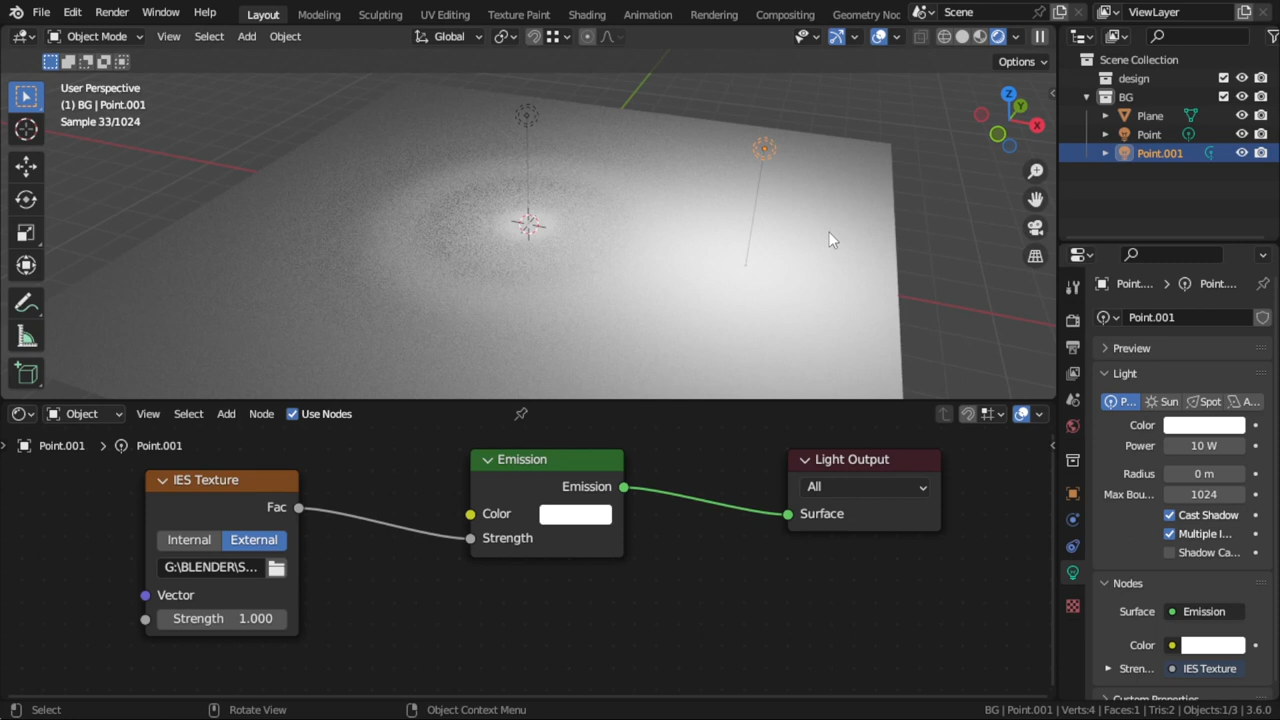 File Edit Render Window Help Layout Modeling Sculpting UV Editing Texture Paint Shading Animation Rendering Compositing Geometry Noc Scene ViewLayer
Object Mode View Select Add Object Global
Options
User Perspective
(1) BG | Point.001
Sample 33/1024
Z
Y
X
Scene Collection
design
BG
Plane
Point
Point.001
Point.... Point....
Point.001
Preview
Light
P... Sun Spot A...
Color
Power 10 W
Radius 0 m
Max Bou... 1024
Cast Shadow
Multiple I...
Shadow Ca...
Nodes
Surface Emission
Color
Stren... IES Texture
Custom Properties
Object View Select Add Node Use Nodes
Point.001 Point.001
IES Texture
Fac
Internal External
G:\BLENDER\S...
Vector
Strength 1.000
Emission
Emission
Color
Strength
Light Output
All
Surface
Select Rotate View Object Context Menu BG | Point.001 | Verts:4 | Faces:1 | Tris:2 | Objects:1/3 | 3.6.0